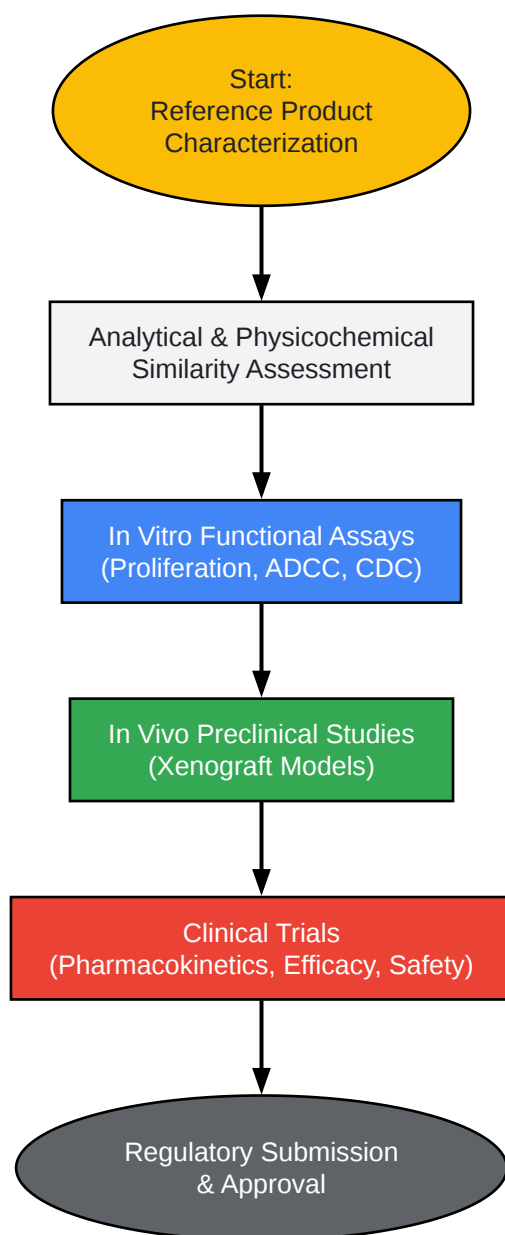 Start:
Reference Product
Characterization
Analytical & Physicochemical
Similarity Assessment
In Vitro Functional Assays
(Proliferation, ADCC, CDC)
In Vivo Preclinical Studies
(Xenograft Models)
Clinical Trials
(Pharmacokinetics, Efficacy, Safety)
Regulatory Submission
& Approval